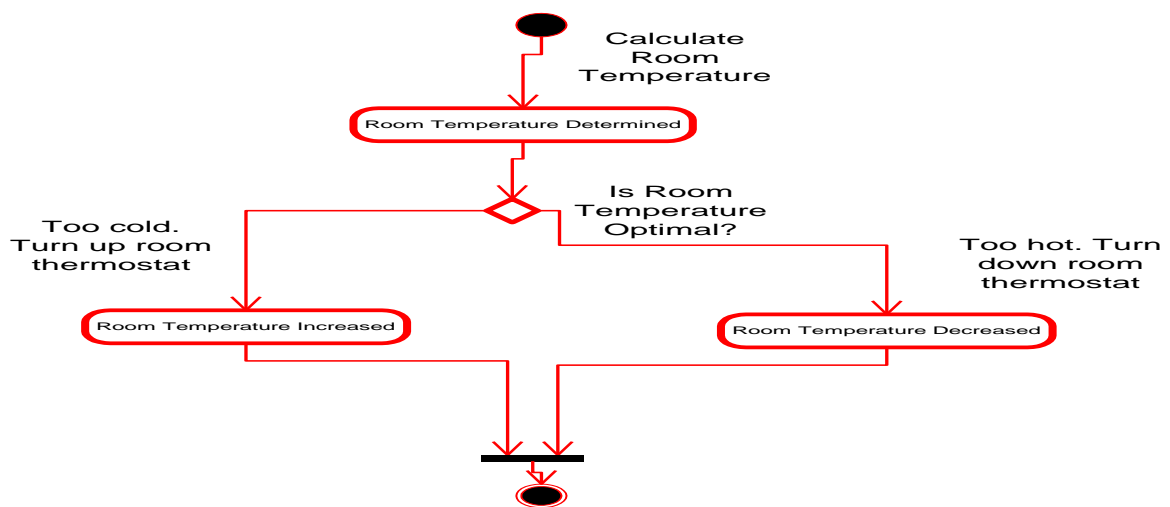 Calculate
Room
Temperature
Room Temperature Determined
Is Room
Temperature
Optimal?
Too cold.
Turn up room
thermostat
Too hot. Turn
down room
thermostat
Room Temperature Increased
Room Temperature Decreased